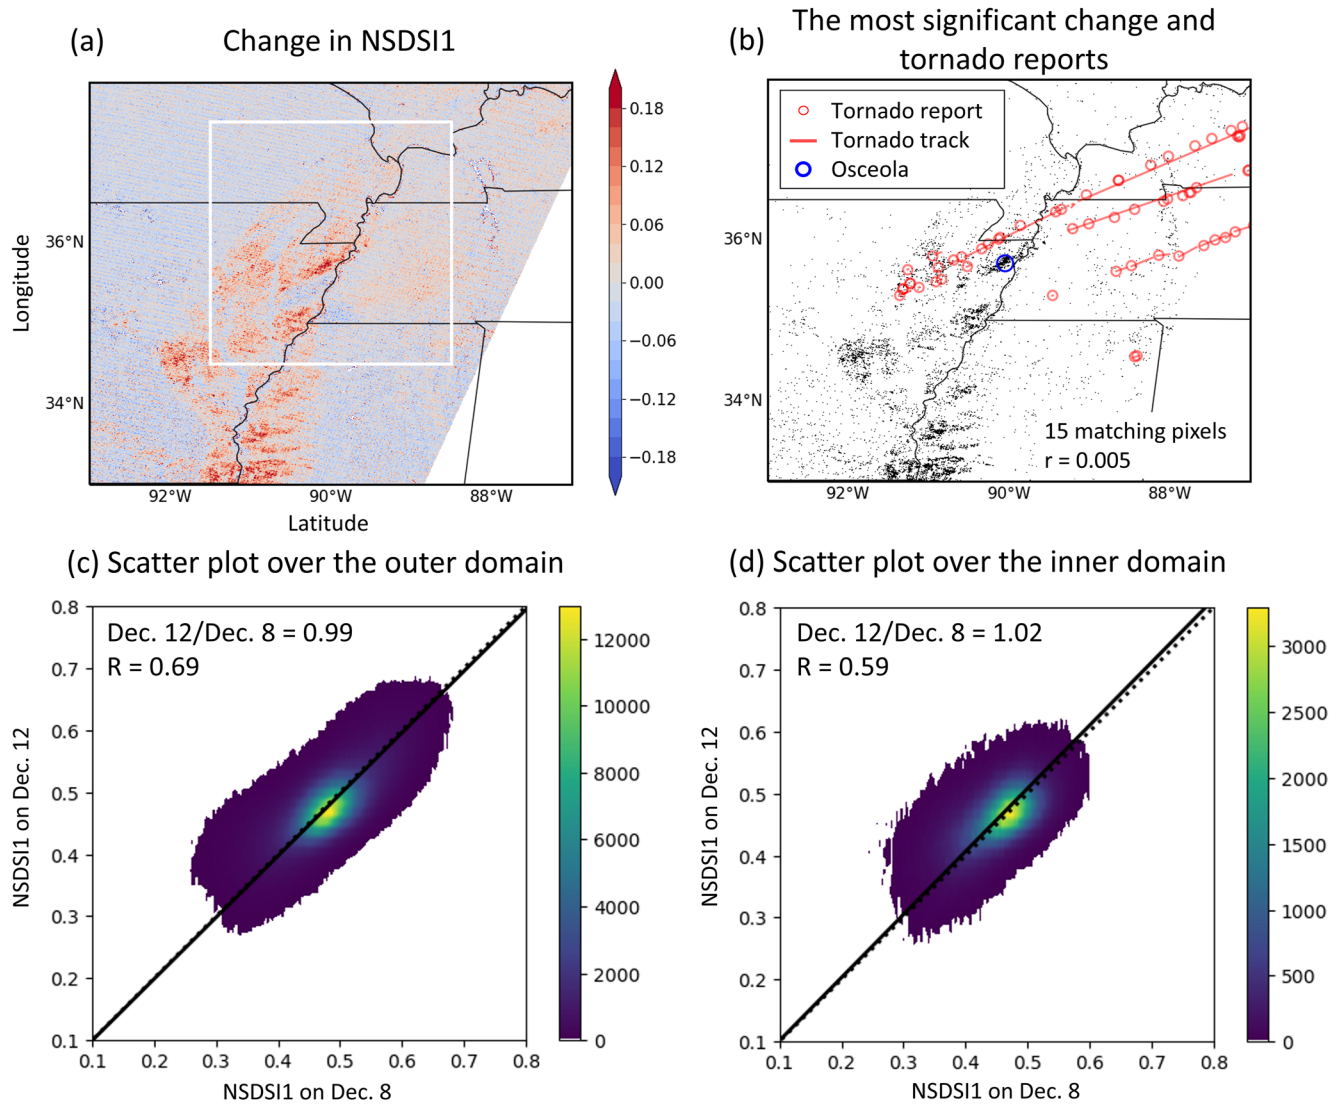 (a)
Change in NSDSI1
(b)
The most significant change and
tornado reports
Longitude
36°N
34°N
92°W
90°W
88°W
Latitude
0.18
0.12
0.06
0.00
−0.06
−0.12
−0.18
Tornado report
Tornado track
Osceola
36°N
34°N
15 matching pixels
r = 0.005
92°W
90°W
88°W
(c) Scatter plot over the outer domain
Dec. 12/Dec. 8 = 0.99
R = 0.69
NSDSI1 on Dec. 12
0.8
0.7
0.6
0.5
0.4
0.3
0.2
0.1
0.1
0.2
0.3
0.4
0.5
0.6
0.7
0.8
NSDSI1 on Dec. 8
12000
10000
8000
6000
4000
2000
0
(d) Scatter plot over the inner domain
Dec. 12/Dec. 8 = 1.02
R = 0.59
NSDSI1 on Dec. 12
0.8
0.7
0.6
0.5
0.4
0.3
0.2
0.1
0.1
0.2
0.3
0.4
0.5
0.6
0.7
0.8
NSDSI1 on Dec. 8
3000
2500
2000
1500
1000
500
0